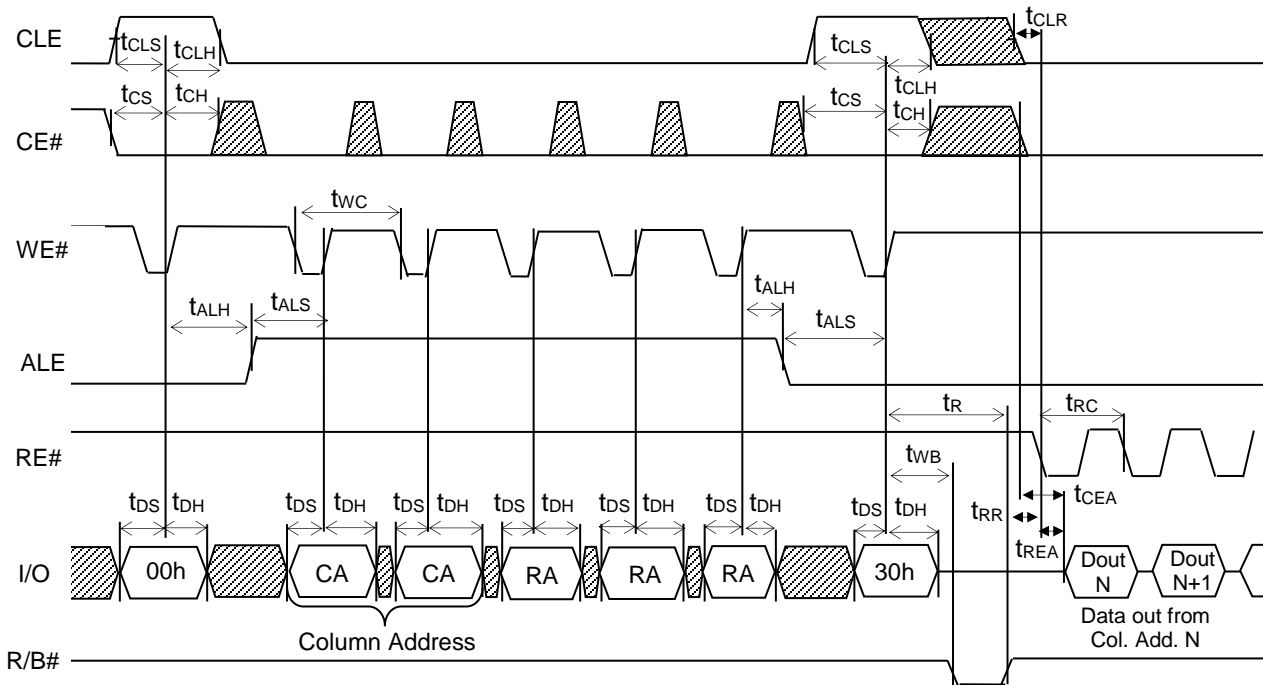 CLE
tCLS
tCLH
tCLS
tCLH
tCLR
CE#
tCS
tCH
tCS
tCH
WE#
tWC
ALE
tALH
tALS
tALH
tALS
RE#
tR
tRC
tWB
tCEA
tRR
tREA
I/O
tDS
tDH
tDS
tDH
tDS
tDH
tDS
tDH
tDS
tDH
tDS
tDH
tDS
tDH
00h
CA
CA
RA
RA
RA
30h
Dout
N
Dout
N+1
Column Address
Data out from
Col. Add. N
R/B#